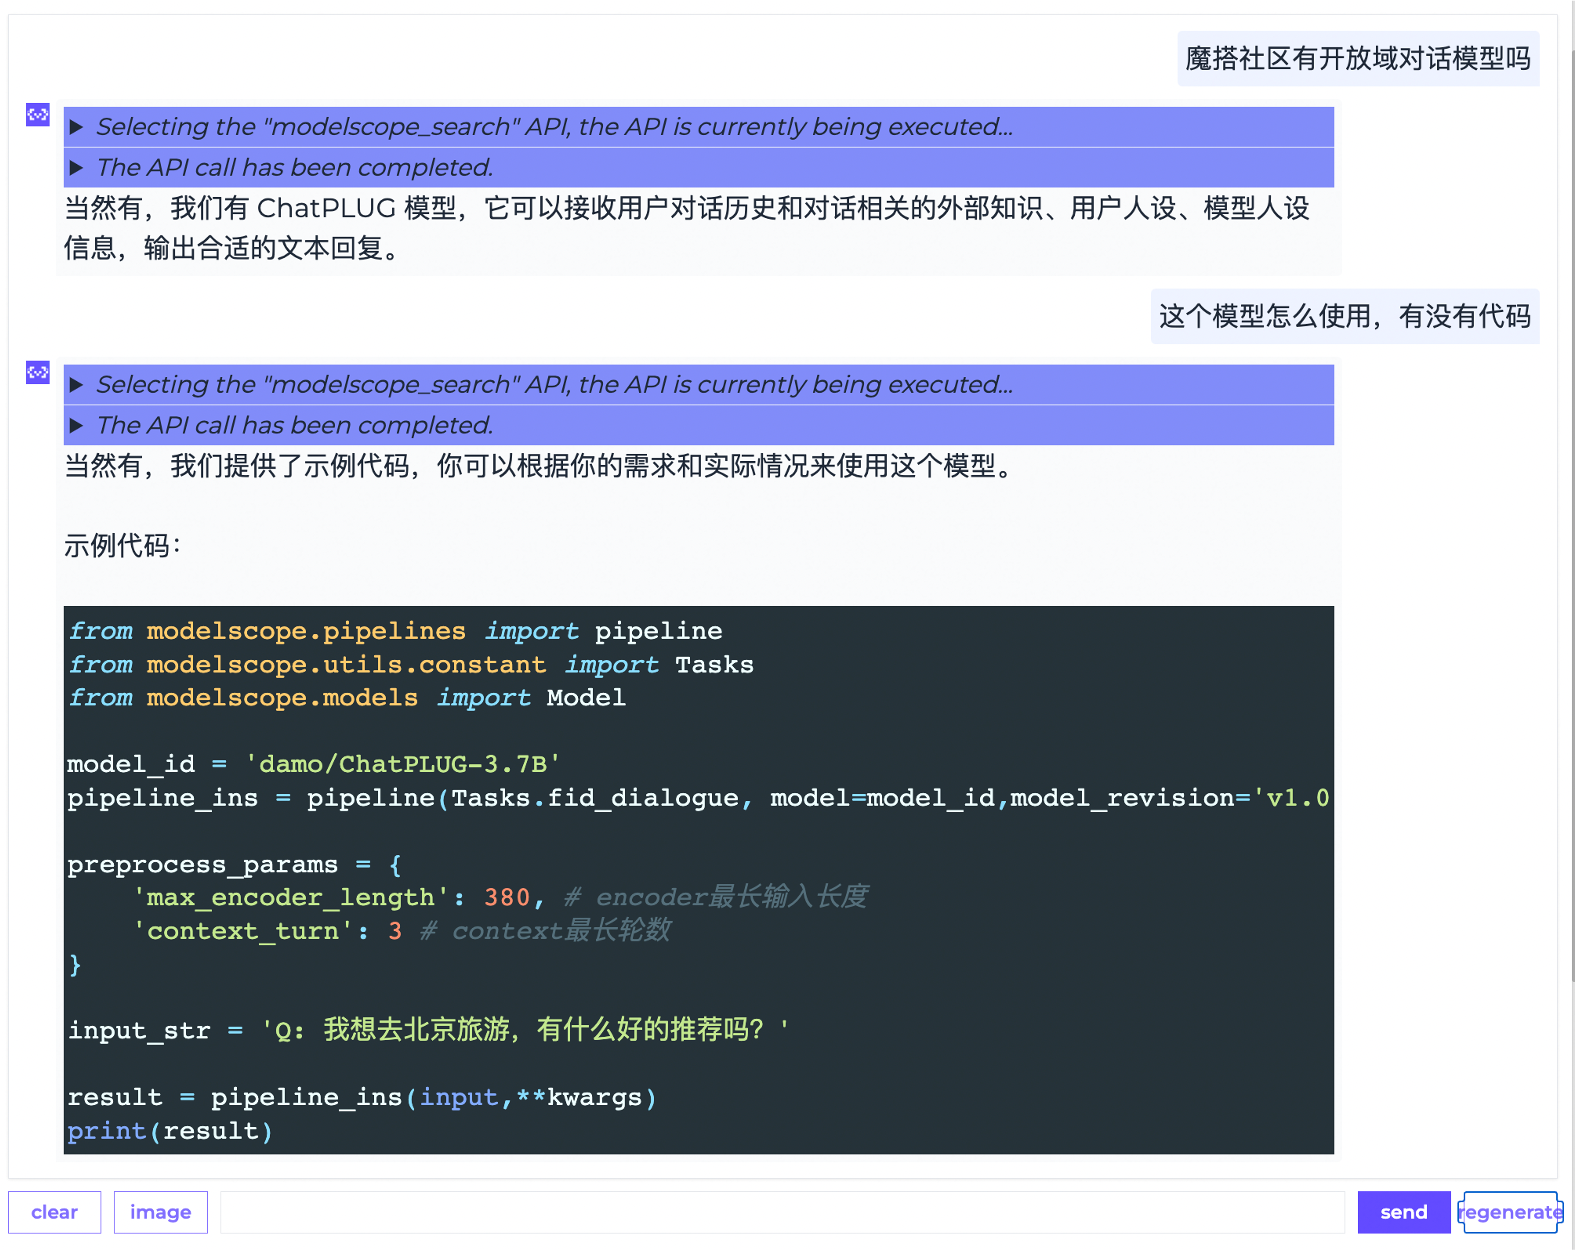 魔搭社区有开放域对话模型吗
Selecting the "modelscope_search" API, the API is currently being executed...
The API call has been completed.
当然有，我们有 ChatPLUG 模型，它可以接收用户对话历史和对话相关的外部知识、用户人设、模型人设
信息，输出合适的文本回复。
这个模型怎么使用，有没有代码
Selecting the "modelscope_search" API, the API is currently being executed...
The API call has been completed.
当然有，我们提供了示例代码，你可以根据你的需求和实际情况来使用这个模型。
示例代码：
from modelscope.pipelines import pipeline
from modelscope.utils.constant import Tasks
from modelscope.models import Model
model_id = 'damo/ChatPLUG-3.7B'
pipeline_ins = pipeline(Tasks.fid_dialogue, model=model_id,model_revision='v1.0
preprocess_params = {
    'max_encoder_length': 380, # encoder最长输入长度
    'context_turn': 3 # context最长轮数
}
input_str = 'Q: 我想去北京旅游，有什么好的推荐吗？'
result = pipeline_ins(input,**kwargs)
print(result)
clear image send regenerate